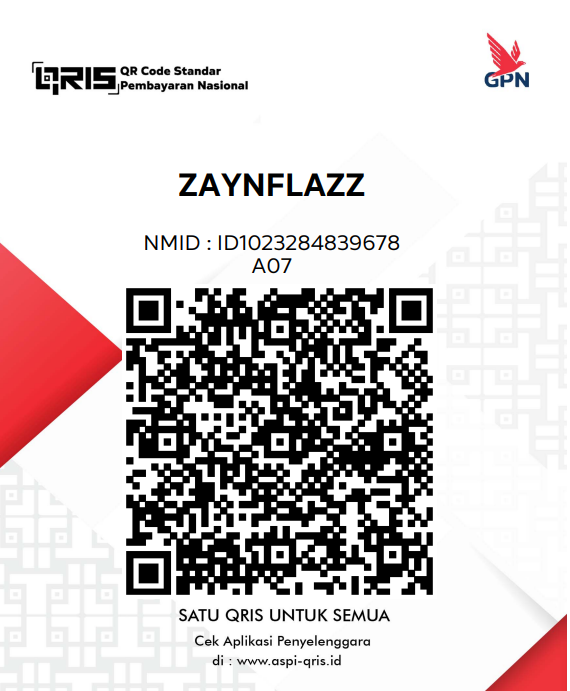 QRIS QR Code Standar
Pembayaran Nasional
GPN
ZAYNFLAZZ
NMID : ID1023284839678
A07
SATU QRIS UNTUK SEMUA
Cek Aplikasi Penyelenggara
di : www.aspi-qris.id